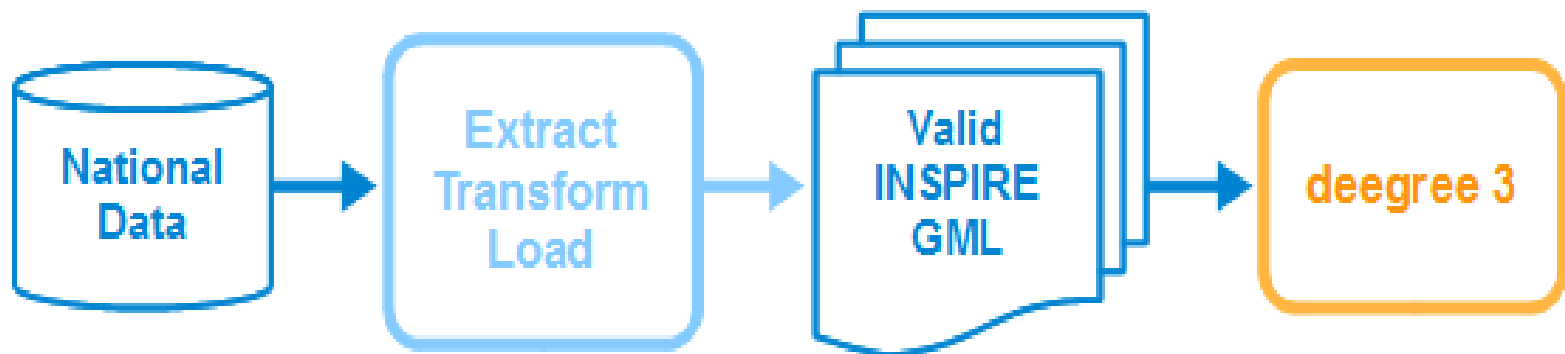 National
Data
Extract
Transform
Load
Valid
INSPIRE
GML
deegree 3